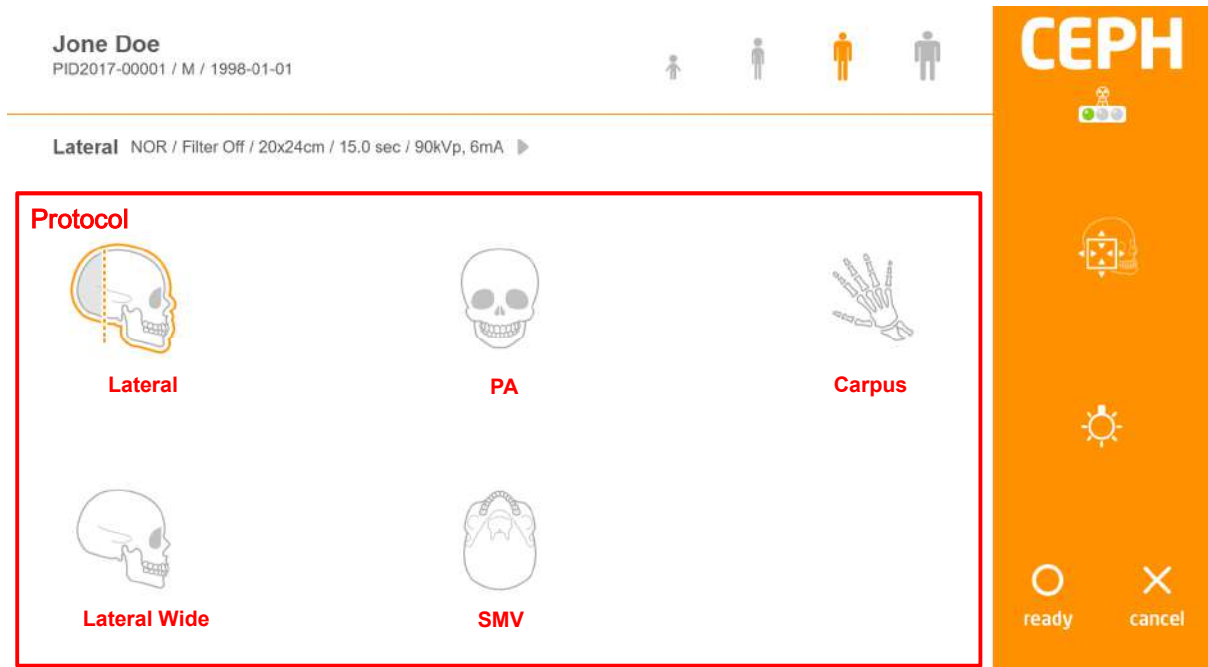 Jone Doe
PID2017-00001 / M / 1998-01-01
CEPH
Lateral NOR / Filter Off / 20x24cm / 15.0 sec / 90kVp, 6mA
Protocol
Lateral
PA
Carpus
Lateral Wide
SMV
ready
cancel